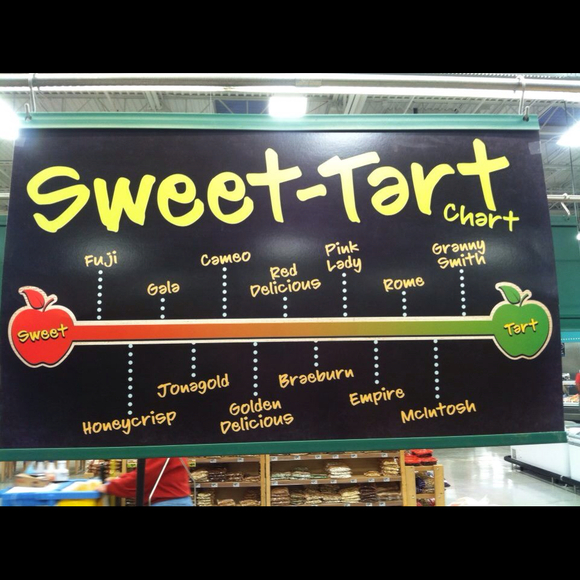 Sweet-Tart
Chart
Fuji
Gala
Cameo
Red
Delicious
Pink
Lady
Rome
Granny
Smith
Sweet
Tart
Honeycrisp
Jonagold
Golden
Delicious
Braeburn
Empire
McIntosh